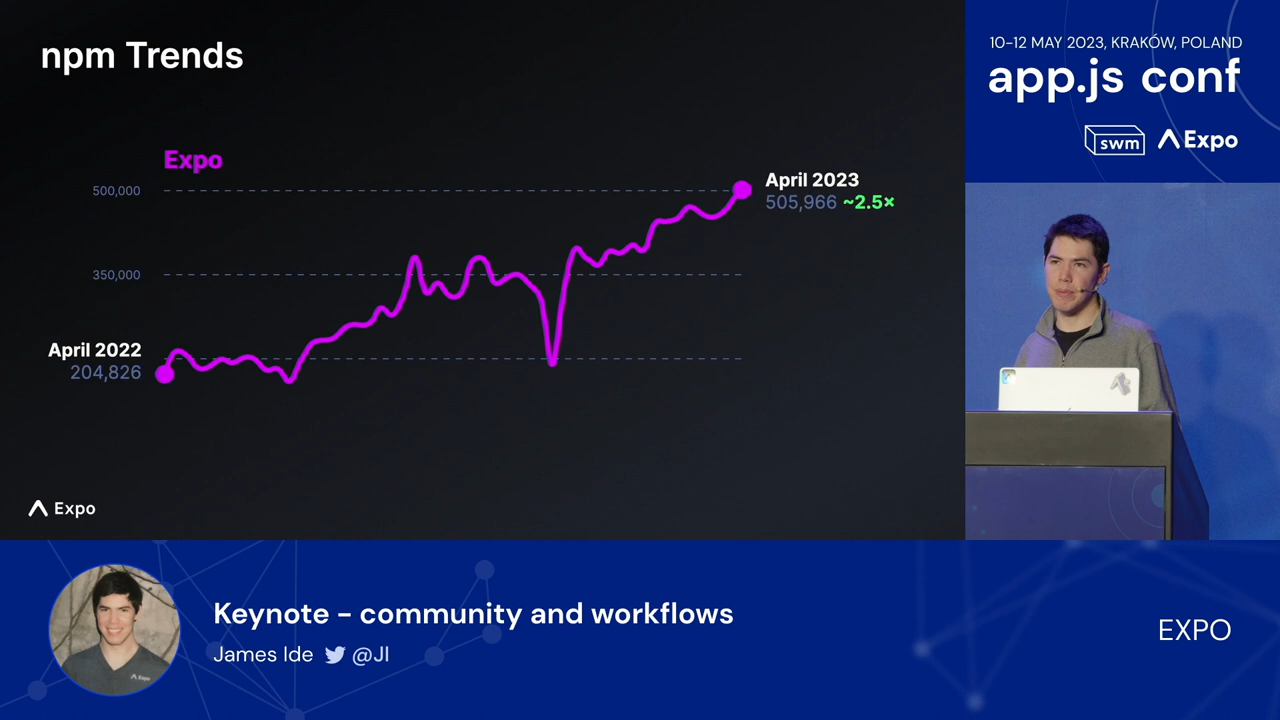 npm Trends
Expo
500,000
350,000
April 2023
505,966 ~2.5×
April 2022
204,826
Expo
10–12 MAY 2023, KRAKÓW, POLAND
app.js conf
swm
Expo
Keynote – community and workflows
James Ide @JI
EXPO
Expo